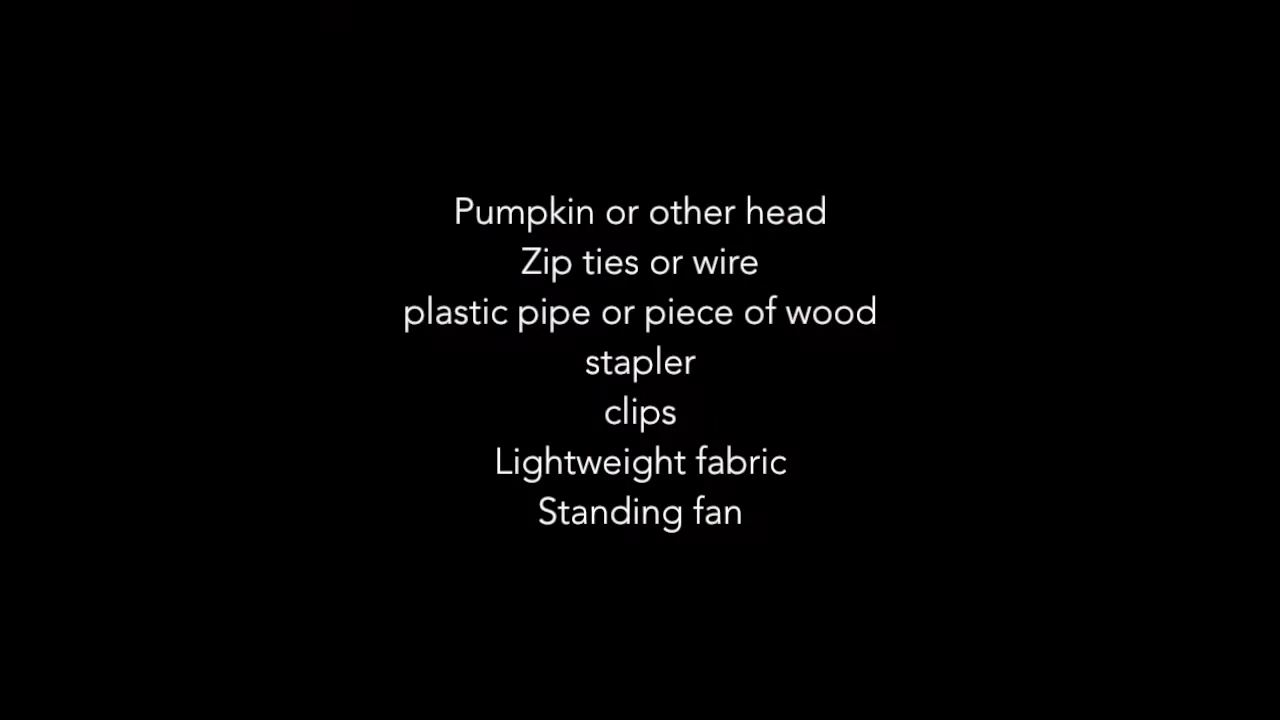 Pumpkin or other head
Zip ties or wire
plastic pipe or piece of wood
stapler
clips
Lightweight fabric
Standing fan